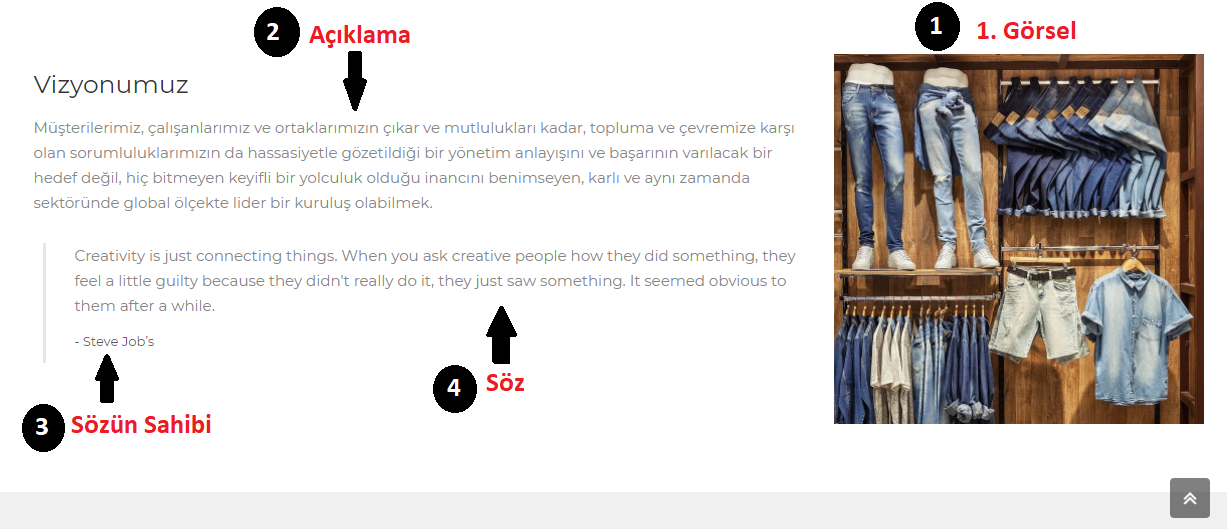 2 Açıklama
1 1. Görsel
Vizyonumuz
Müşterilerimiz, çalışanlarımız ve ortaklarımızın çıkar ve mutlulukları kadar, topluma ve çevremize karşı
olan sorumluluklarımızın da hassasiyetle gözetildiği bir yönetim anlayışını ve başarının varılacak bir
hedef değil, hiç bitmeyen keyifli bir yolculuk olduğu inancını benimseyen, karlı ve aynı zamanda
sektöründe global ölçekte lider bir kuruluş olabilmek.
Creativity is just connecting things. When you ask creative people how they did something, they
feel a little guilty because they didn't really do it, they just saw something. It seemed obvious to
them after a while.
- Steve Job's
4 Söz
3 Sözün Sahibi